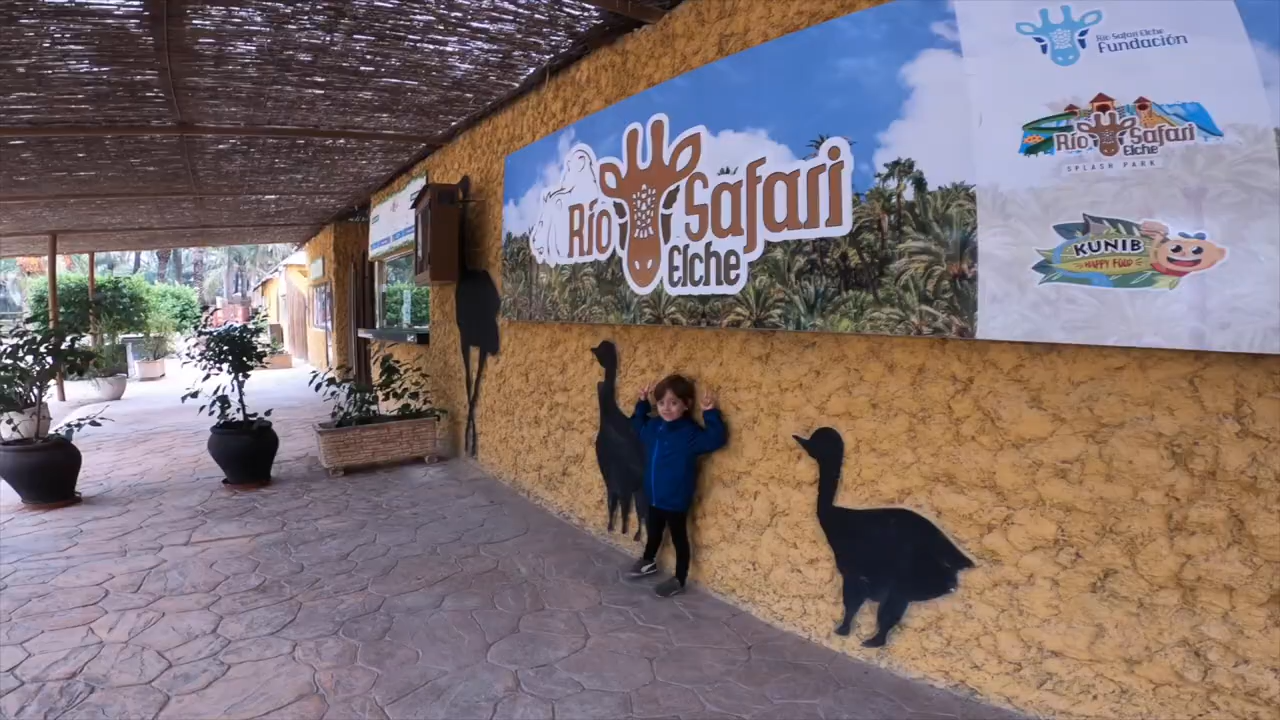 Río Safari
Elche
Río Safari Elche
Fundación
Río Safari
Elche
SPLASH PARK
KUNIB
HAPPY FOOD